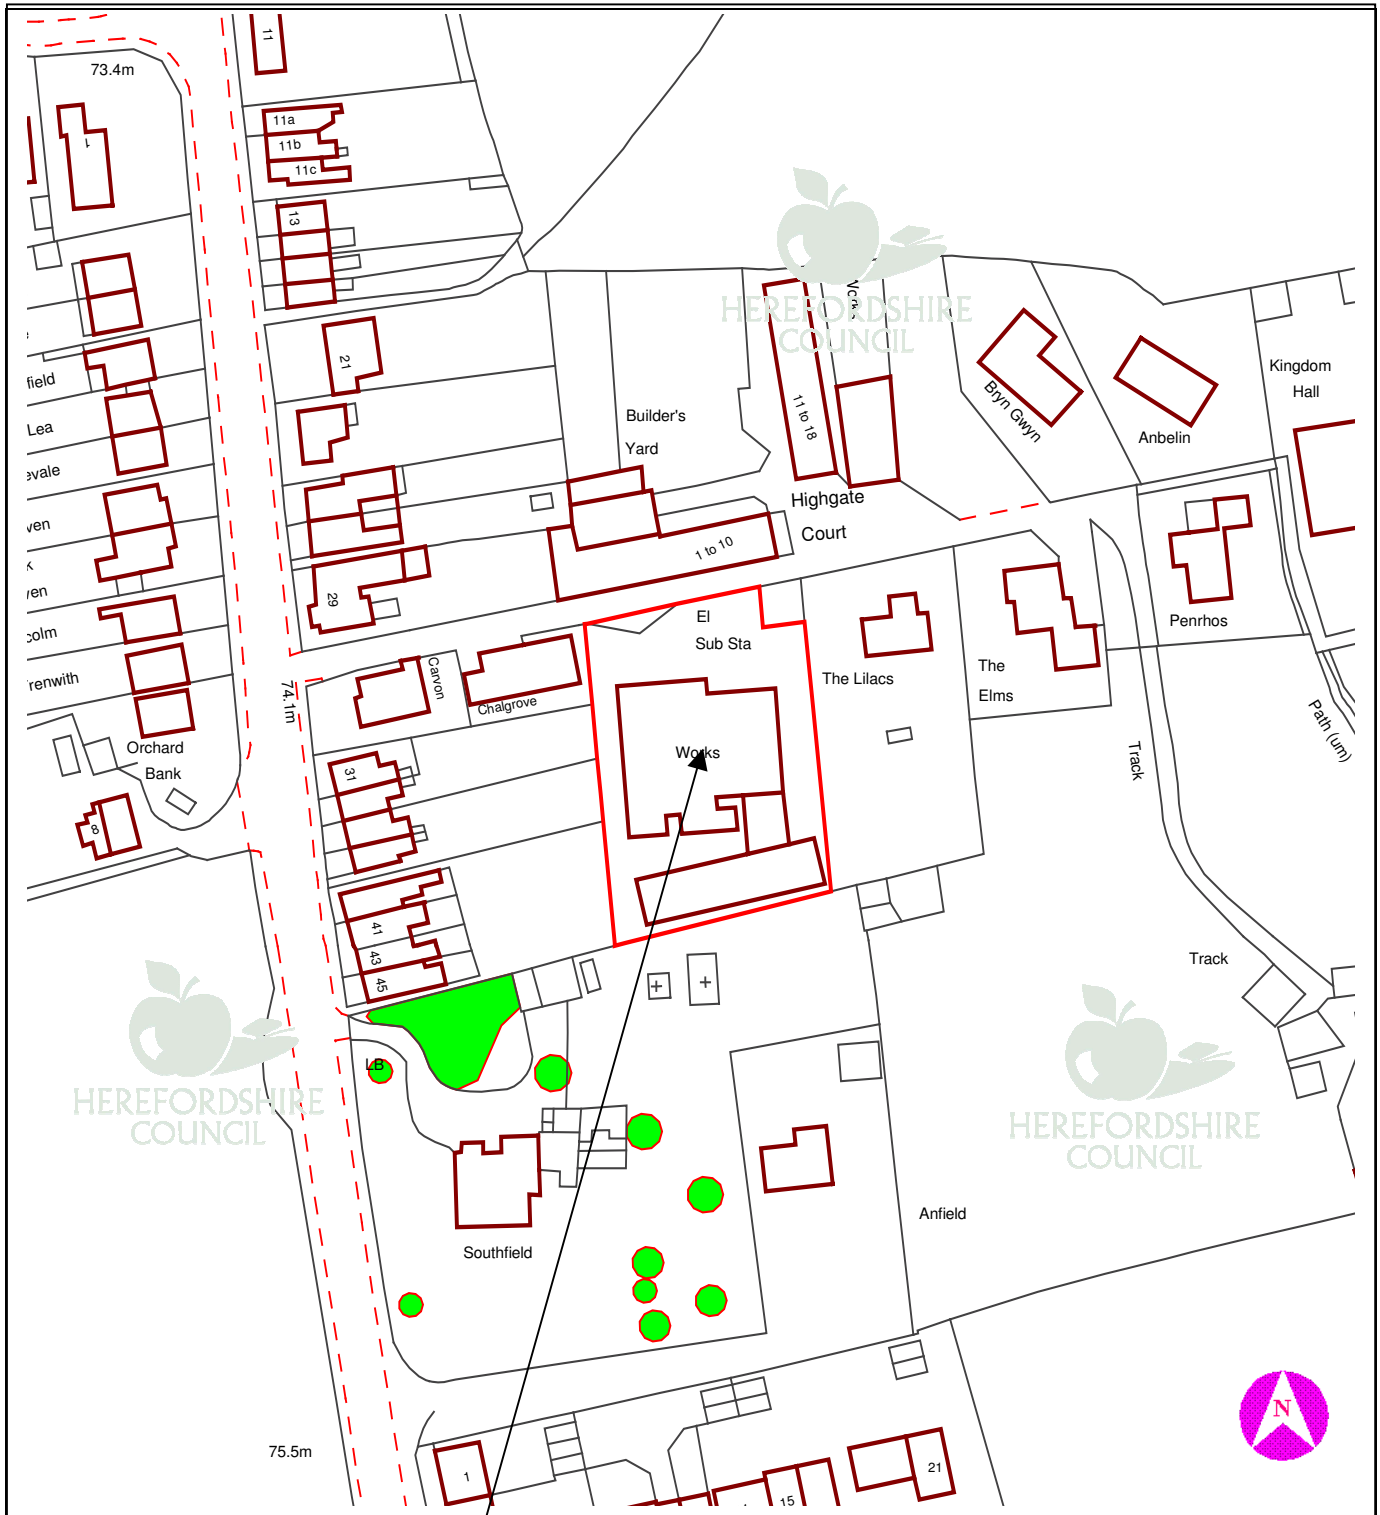 11
73.4m
11a
11b
11c
1
13
HEREFORDSHIRE
COUNCIL
Works
21
field
Lea
evale
ven
k
ven
colm
renwith
Builder's
Yard
11 to 18
Bryn Gwyn
Anbelin
Kingdom
Hall
Highgate
Court
1 to 10
29
El
Sub Sta
Penrhos
The Lilacs
The
Elms
Carvon
Chalgrove
74.1m
Path (um)
Orchard
Bank
31
Works
Track
8
41
43
45
Track
LB
HEREFORDSHIRE
COUNCIL
HEREFORDSHIRE
COUNCIL
Anfield
Southfield
N
75.5m
1
15
21